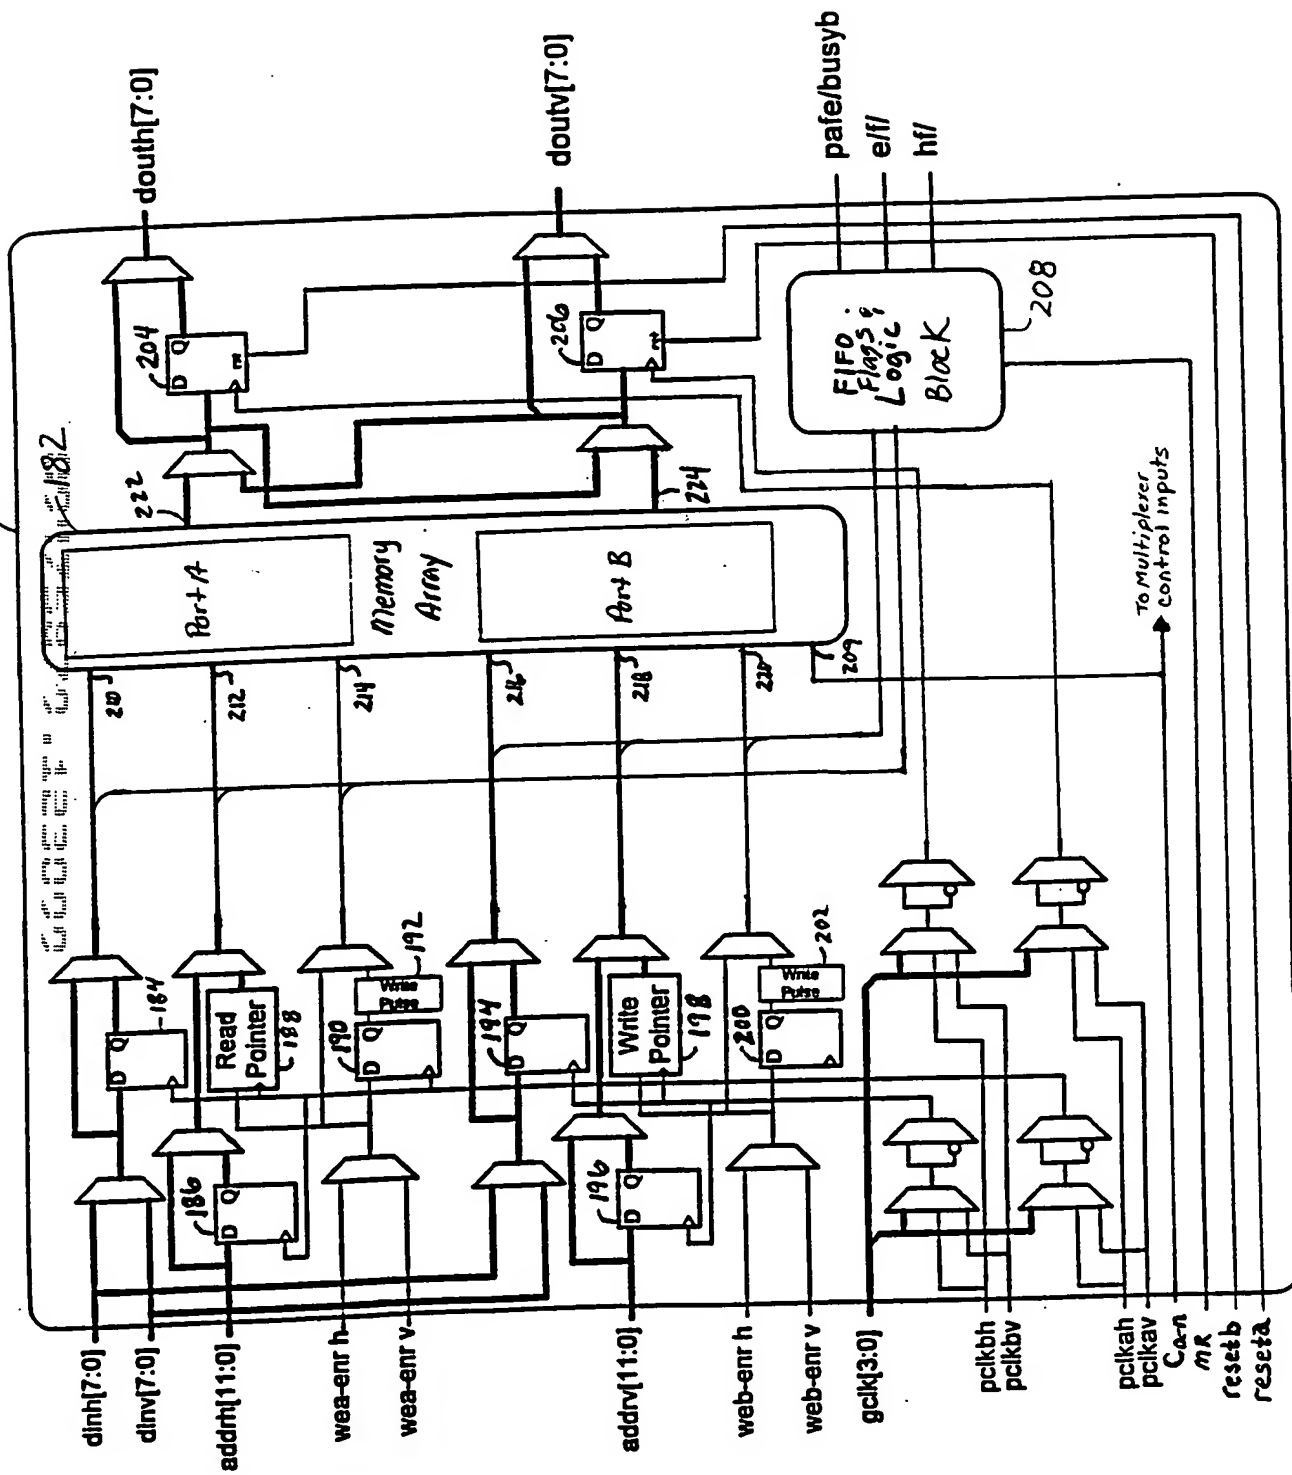 dinh[7:0]
dinv[7:0]
addrh[11:0]
wea-enr h
wea-enr v
addrv[11:0]
web-enr h
web-enr v
gclk[3:0]
pclkbh
pclkbv
pclkah
pclkav
Ca-n
MR
resetb
reseta
D Q
184
D Q
186
Read
Pointer
188
D Q
190
Write
Pulse
192
D Q
194
D Q
196
Write
Pointer
198
D Q
200
Write
Pulse
202
210
212
214
216
218
220
209
182
Port A
Memory
Array
Port B
222
224
D Q
204
D Q
206
rst
FIFO
Flags
Logic
Block
208
To Multiplexer
control inputs
douth[7:0]
doutv[7:0]
pafe/busyb
e/f/
hf/